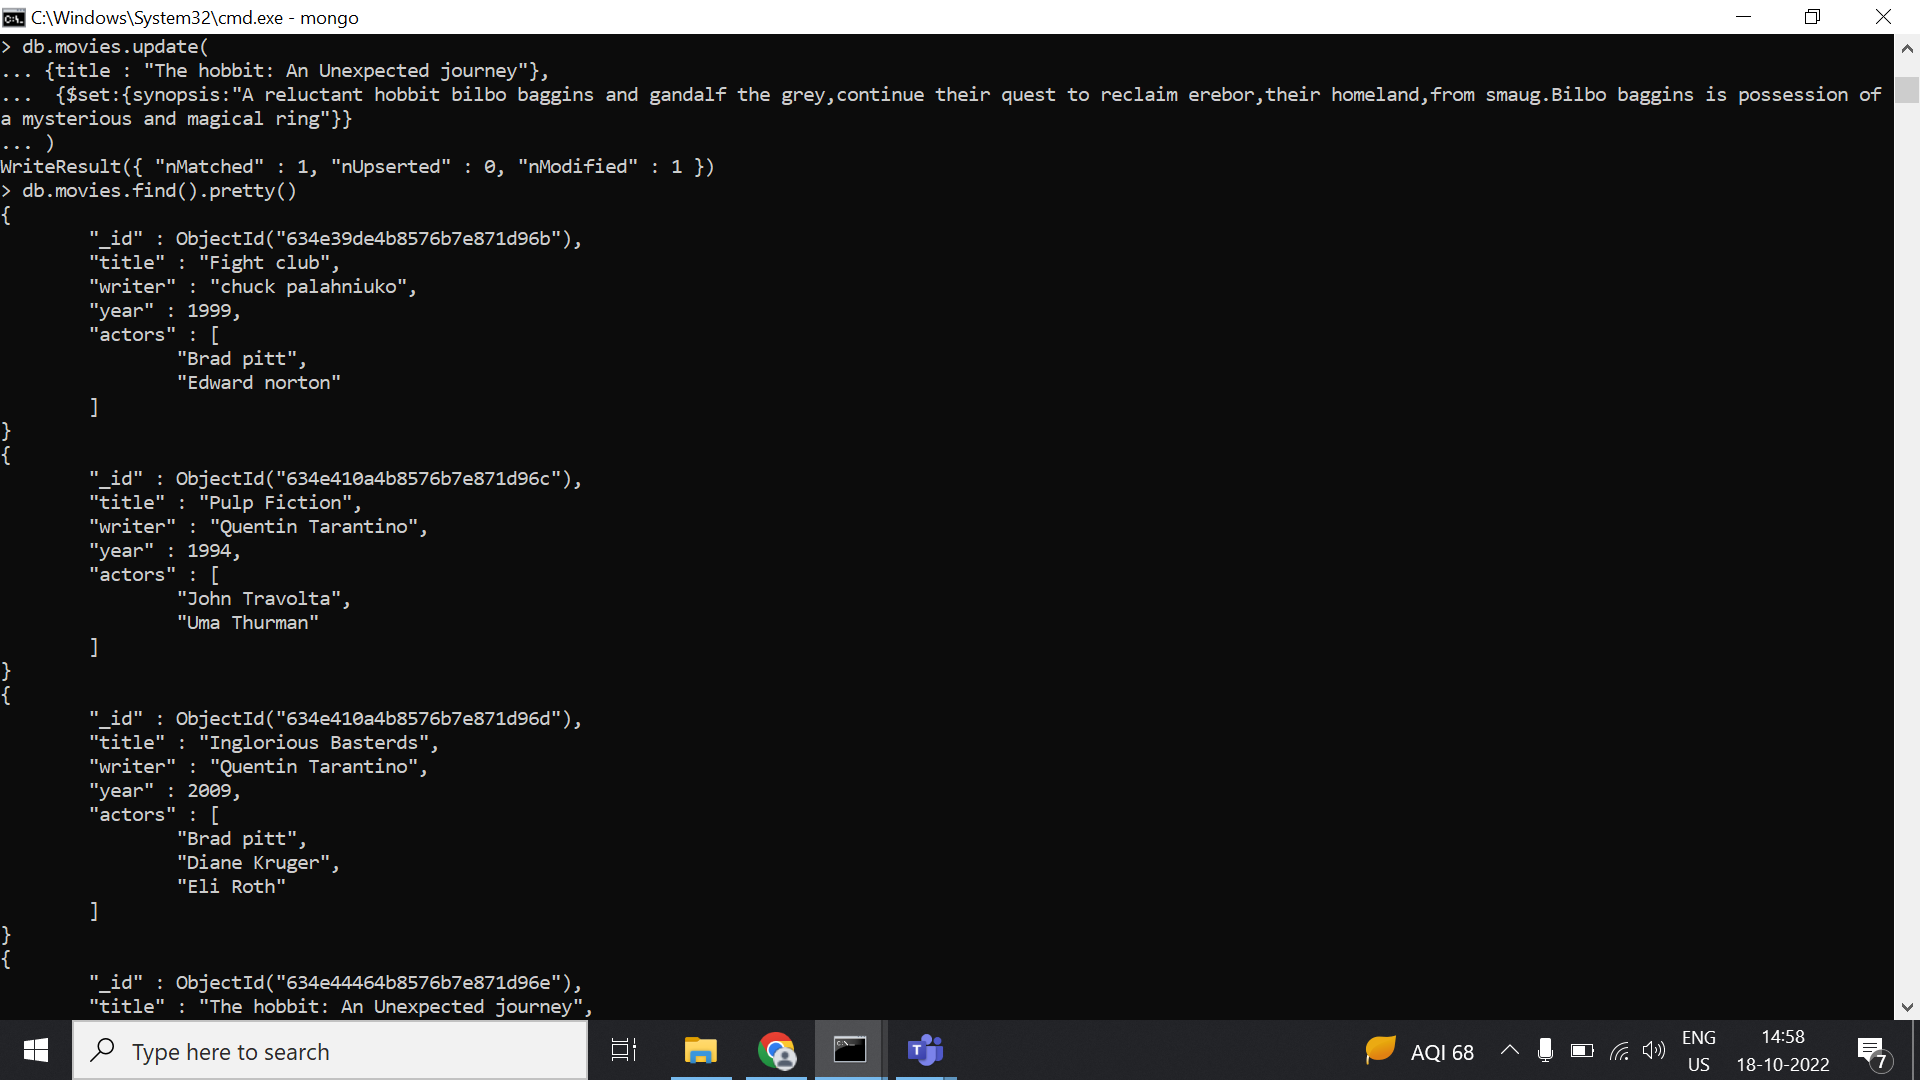 C:\Windows\System32\cmd.exe - mongo
> db.movies.update(
... {title : "The hobbit: An Unexpected journey"},
...  {$set:{synopsis:"A reluctant hobbit bilbo baggins and gandalf the grey,continue their quest to reclaim erebor,their homeland,from smaug.Bilbo baggins is possession of
a mysterious and magical ring"}}
... )
WriteResult({ "nMatched" : 1, "nUpserted" : 0, "nModified" : 1 })
> db.movies.find().pretty()
{
        "_id" : ObjectId("634e39de4b8576b7e871d96b"),
        "title" : "Fight club",
        "writer" : "chuck palahniuko",
        "year" : 1999,
        "actors" : [
                "Brad pitt",
                "Edward norton"
        ]
}
{
        "_id" : ObjectId("634e410a4b8576b7e871d96c"),
        "title" : "Pulp Fiction",
        "writer" : "Quentin Tarantino",
        "year" : 1994,
        "actors" : [
                "John Travolta",
                "Uma Thurman"
        ]
}
{
        "_id" : ObjectId("634e410a4b8576b7e871d96d"),
        "title" : "Inglorious Basterds",
        "writer" : "Quentin Tarantino",
        "year" : 2009,
        "actors" : [
                "Brad pitt",
                "Diane Kruger",
                "Eli Roth"
        ]
}
{
        "_id" : ObjectId("634e44464b8576b7e871d96e"),
        "title" : "The hobbit: An Unexpected journey",
Type here to search
AQI 68
ENG
US
14:58
18-10-2022
7